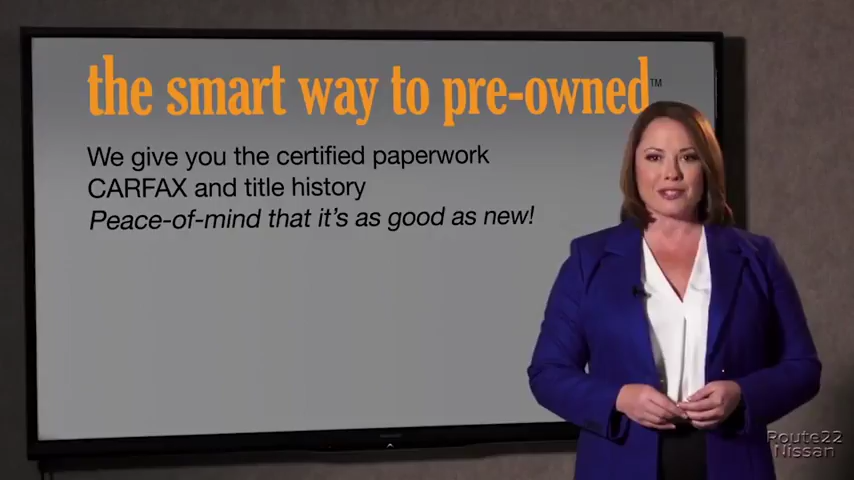 the smart way to pre-owned™
We give you the certified paperwork
CARFAX and title history
Peace-of-mind that it's as good as new!
Route22
Nissan